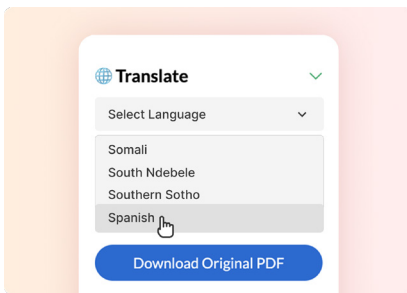 Translate
Select Language
Somali
South Ndebele
Southern Sotho
Spanish
Download Original PDF